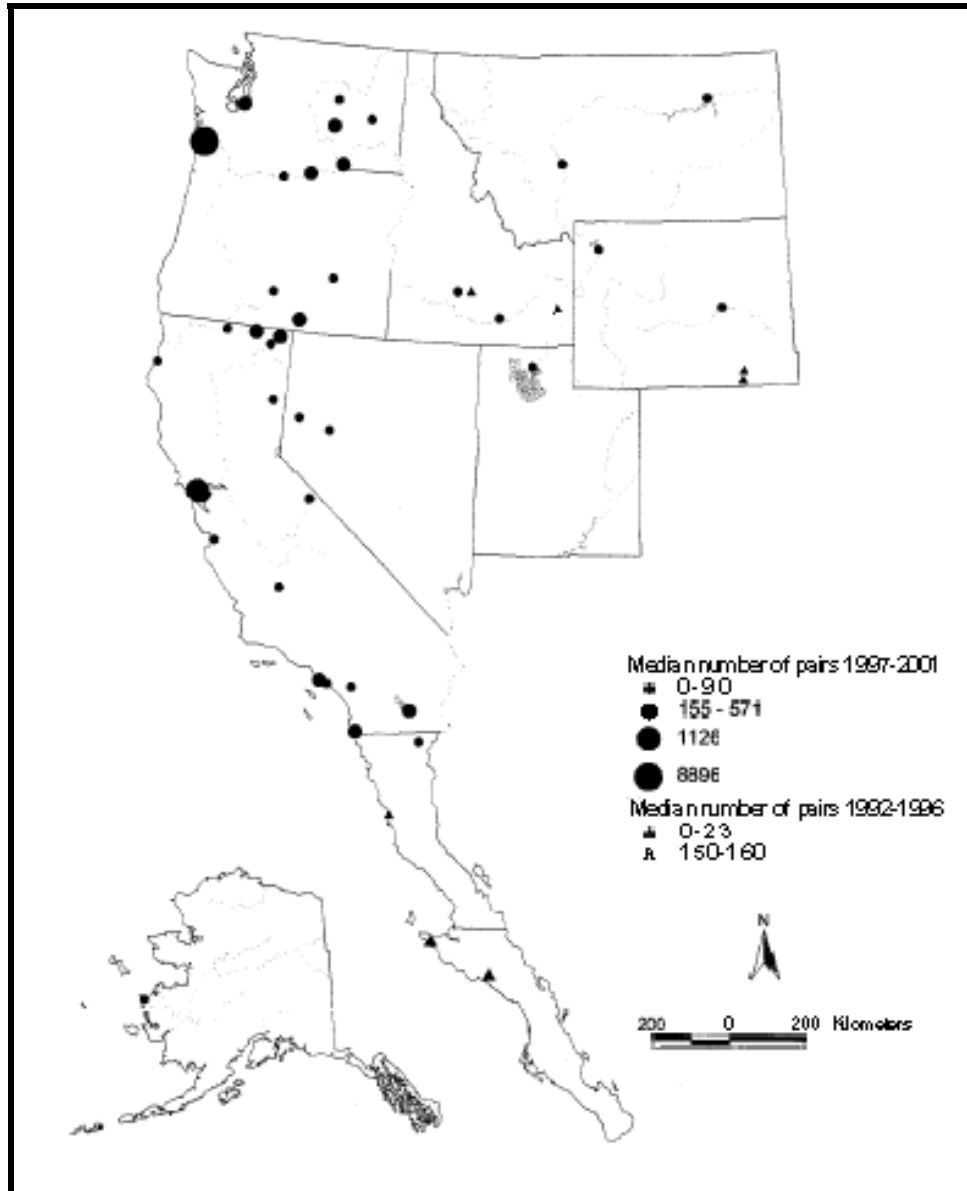 Median number of pairs 1997-2001
0-90
155 - 571
1126
8896
Median number of pairs 1992-1996
0-23
150-160
N
200 0 200 Kilometers